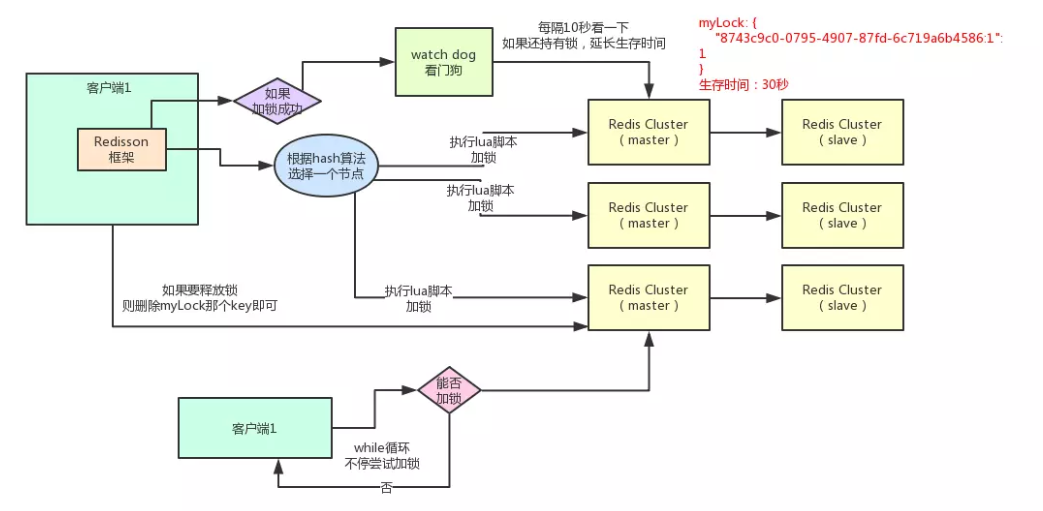 每隔10秒看一下
如果还持有锁，延长生存时间
myLock: {
"8743c9c0-0795-4907-87fd-6c719a6b4586:1":
1
}
生存时间：30秒
watch dog
看门狗
客户端1
如果
加锁成功
Redisson
框架
根据hash算法
选择一个节点
执行lua脚本
加锁
Redis Cluster
（master）
Redis Cluster
（slave）
执行lua脚本
加锁
Redis Cluster
（master）
Redis Cluster
（slave）
如果要释放锁
则删除myLock那个key即可
执行lua脚本
加锁
Redis Cluster
（master）
Redis Cluster
（slave）
能否
加锁
客户端1
while循环
不停尝试加锁
否